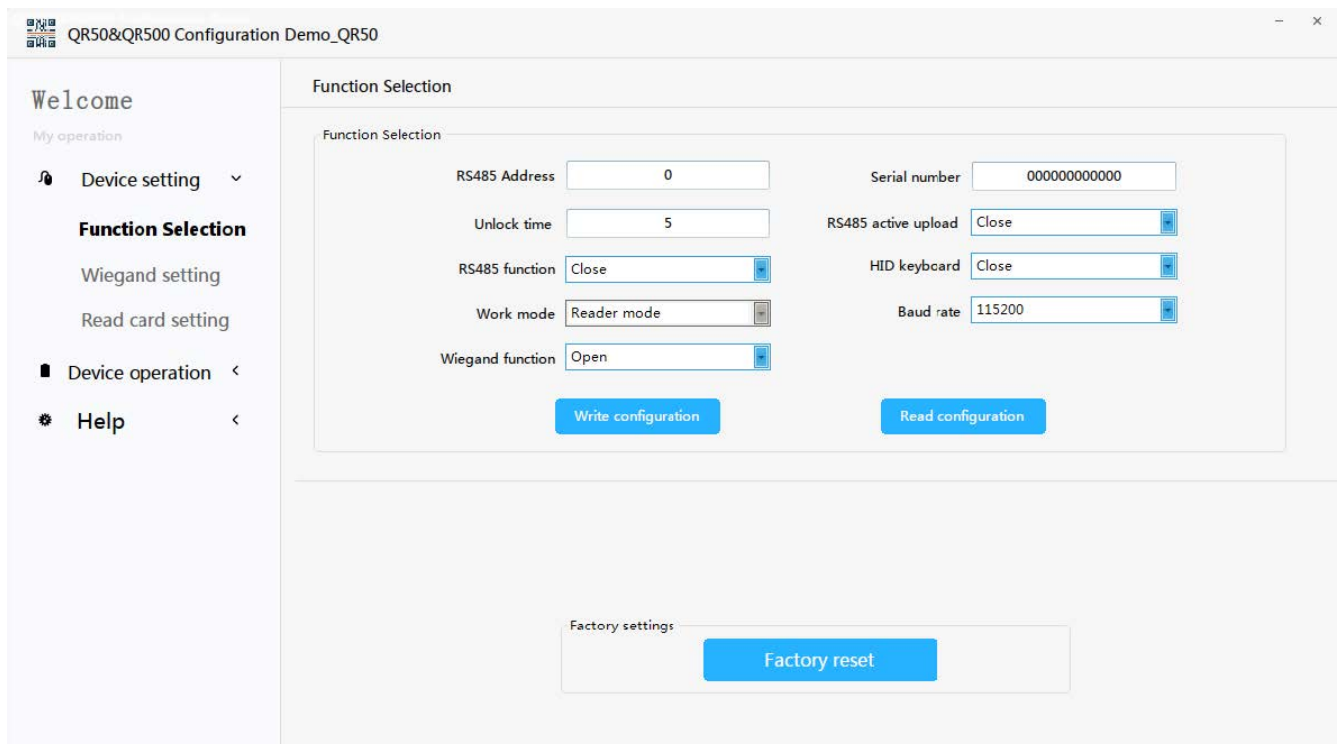 QR50&QR500 Configuration Demo_QR50
Welcome
My operation
Device setting
Function Selection
Wiegand setting
Read card setting
Device operation
Help
Function Selection
Function Selection
RS485 Address 0
Serial number 000000000000
Unlock time 5
RS485 active upload Close
RS485 function Close
HID keyboard Close
Work mode Reader mode
Baud rate 115200
Wiegand function Open
Write configuration
Read configuration
Factory settings
Factory reset